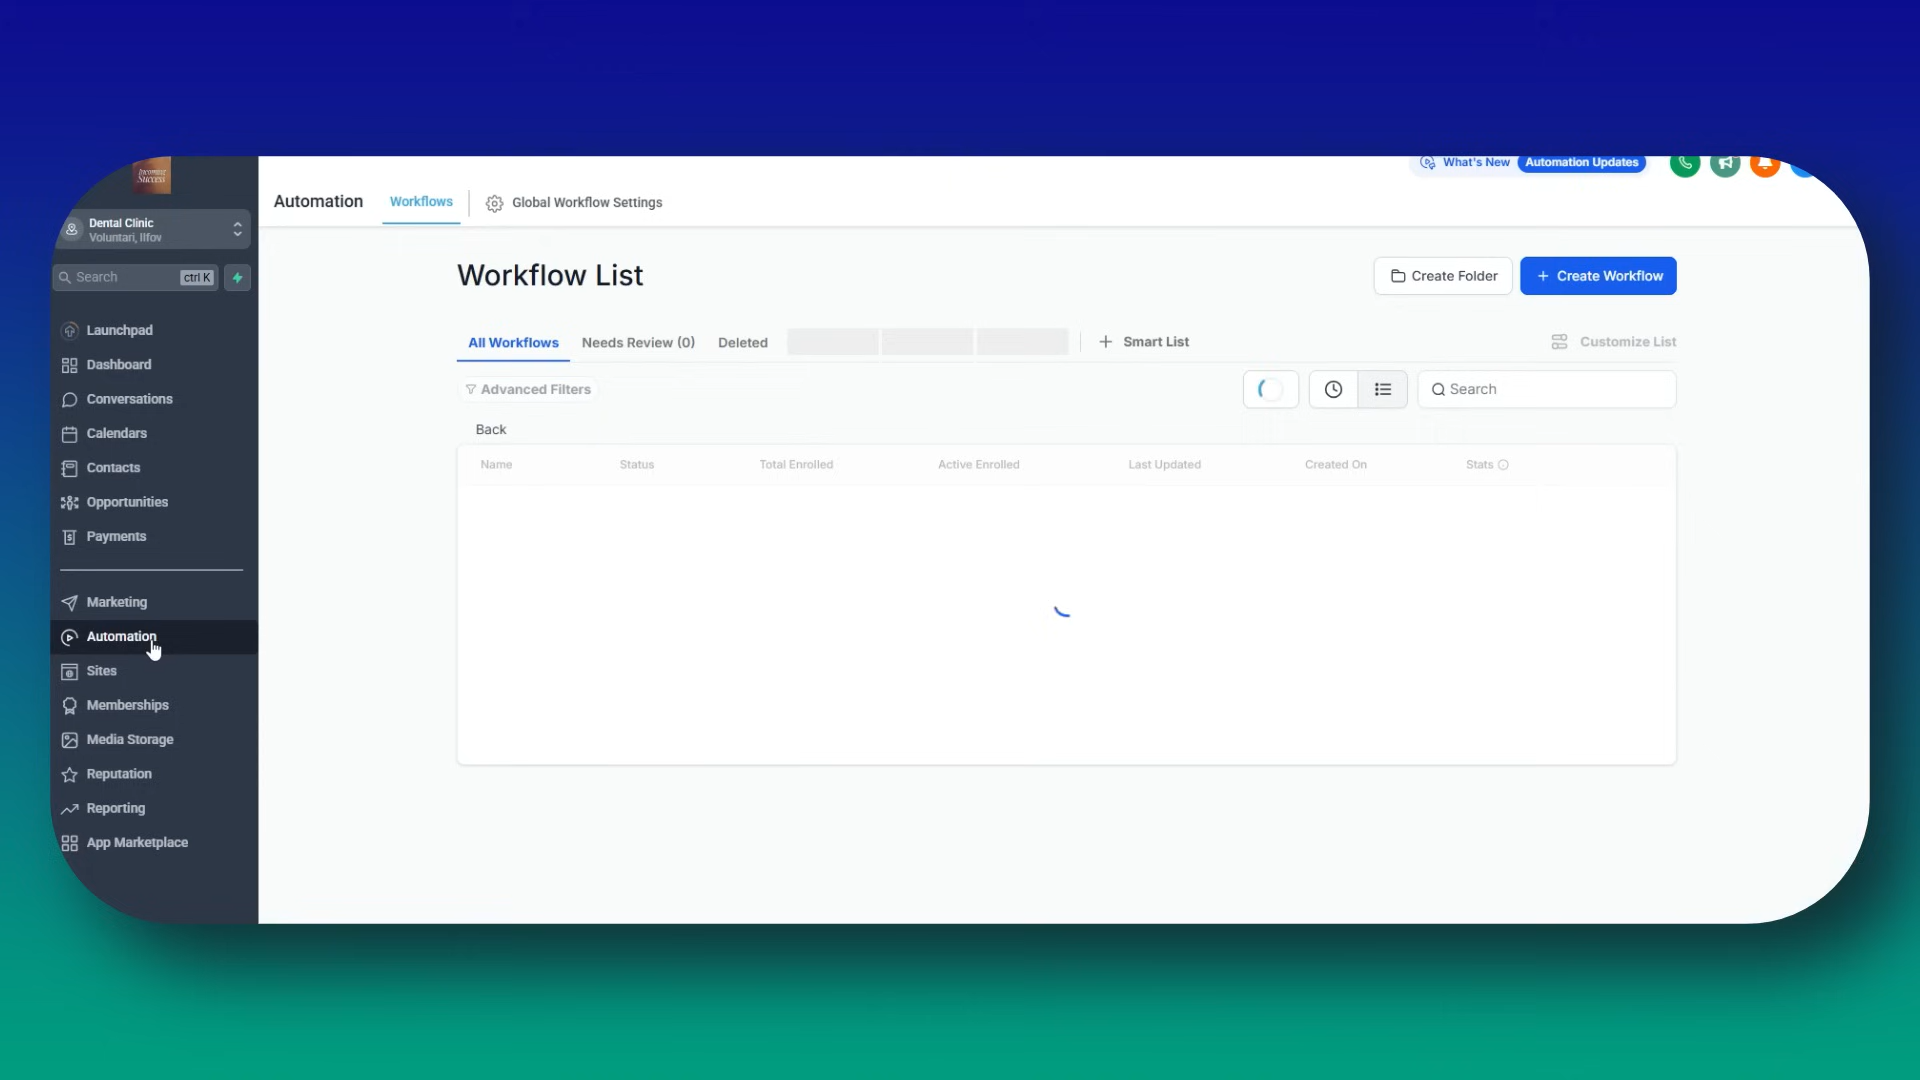 Incomest
Success
Dental Clinic
Voluntari, Ilfov
Search
ctrl K
Launchpad
Dashboard
Conversations
Calendars
Contacts
Opportunities
Payments
Marketing
Automation
Sites
Memberships
Media Storage
Reputation
Reporting
App Marketplace
What's New
Automation Updates
Automation
Workflows
Global Workflow Settings
Workflow List
Create Folder
+ Create Workflow
All Workflows
Needs Review (0)
Deleted
+ Smart List
Customize List
Advanced Filters
Search
Back
Name Status Total Enrolled Active Enrolled Last Updated Created On Stats